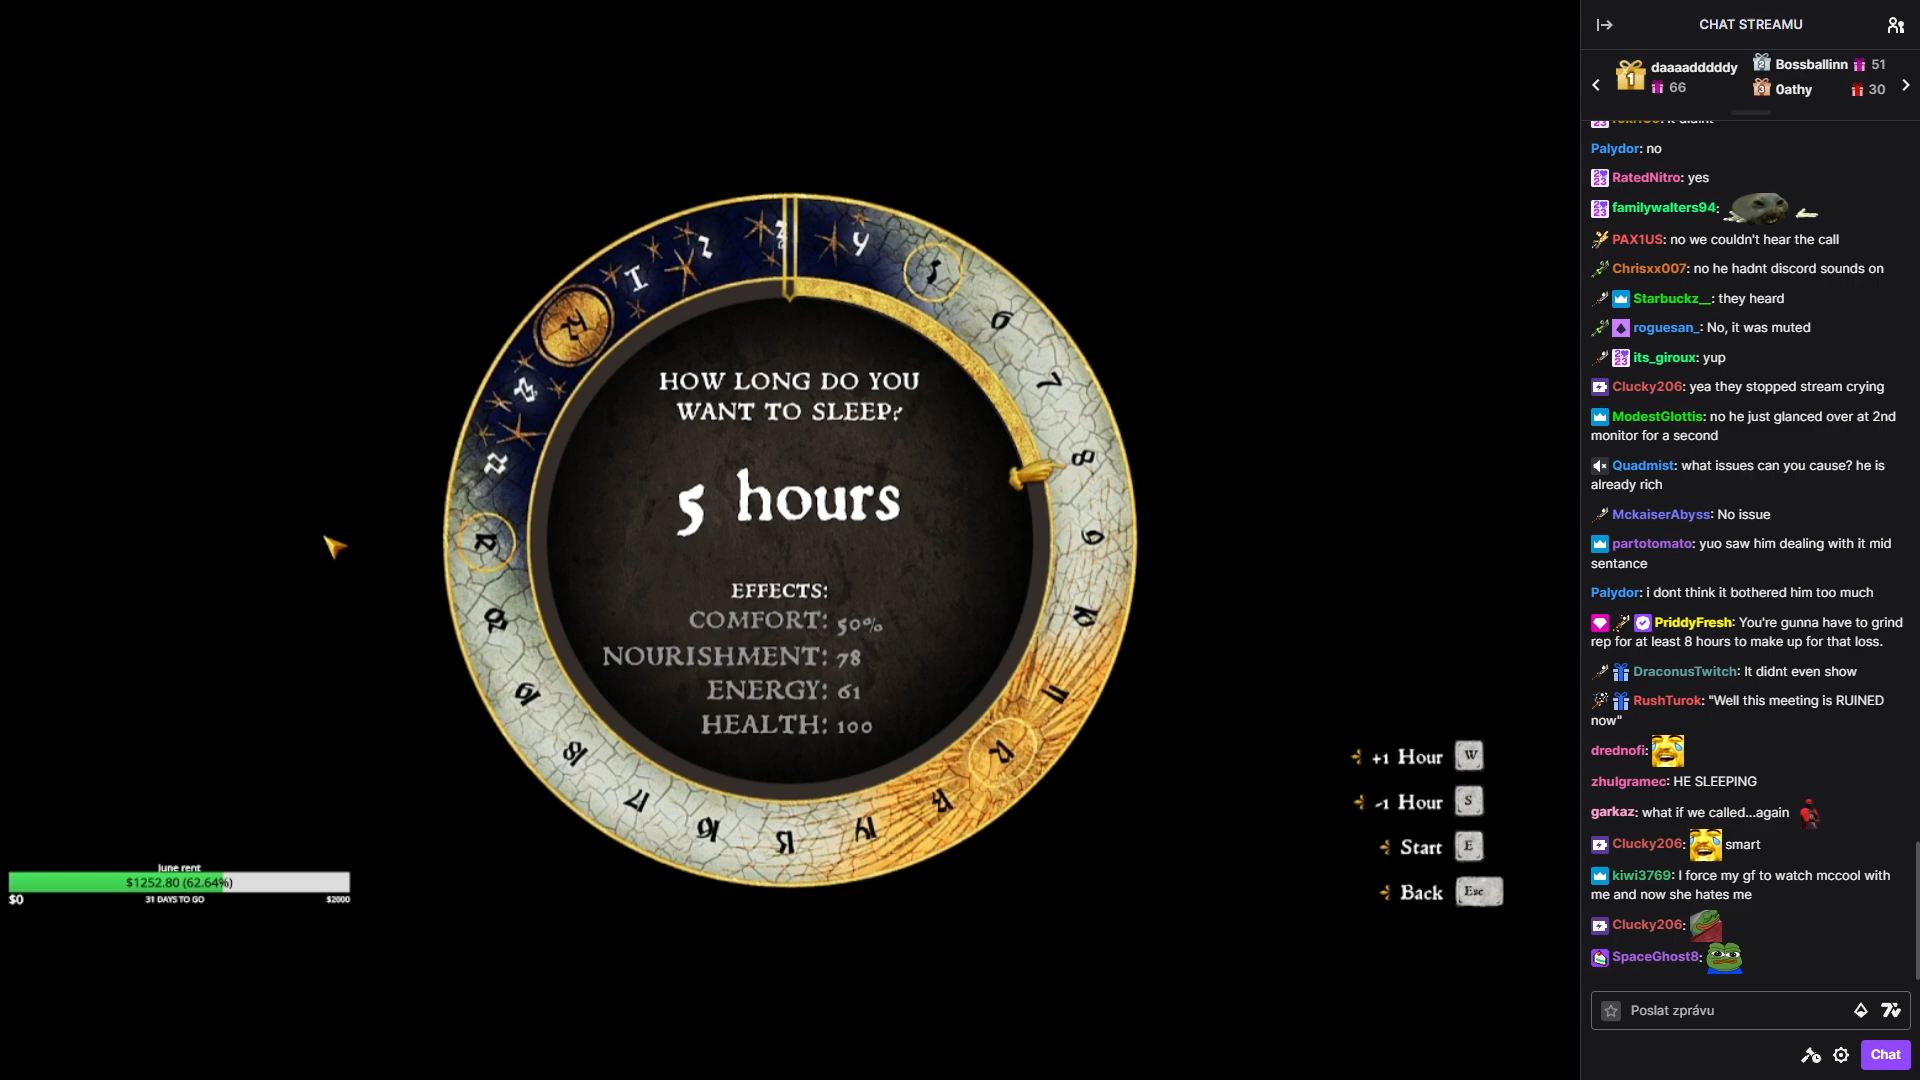 HOW LONG DO YOU
WANT TO SLEEP?
5 hours
EFFECTS:
COMFORT: 50%
NOURISHMENT: 78
ENERGY: 61
HEALTH: 100
+1 Hour W
-1 Hour S
Start E
Back Esc
June rent
$1252.80 (62.64%)
$0 31 DAYS TO GO $2000
CHAT STREAMU
1 daaaadddddy 66
2 Bossballinn 51
3 0athy 30
Palydor: no
RatedNitro: yes
familywalters94:
PAX1US: no we couldn't hear the call
Chrisxx007: no he hadnt discord sounds on
Starbuckz__: they heard
roguesan_: No, it was muted
its_giroux: yup
Clucky206: yea they stopped stream crying
ModestGlottis: no he just glanced over at 2nd
monitor for a second
Quadmist: what issues can you cause? he is
already rich
MckaiserAbyss: No issue
partotomato: yuo saw him dealing with it mid
sentance
Palydor: i dont think it bothered him too much
PriddyFresh: You're gunna have to grind
rep for at least 8 hours to make up for that loss.
DraconusTwitch: It didnt even show
RushTurok: "Well this meeting is RUINED
now"
drednofi:
zhulgramec: HE SLEEPING
garkaz: what if we called...again
Clucky206: smart
kiwi3769: I force my gf to watch mccool with
me and now she hates me
Clucky206:
SpaceGhost8:
Poslat zprávu
Chat